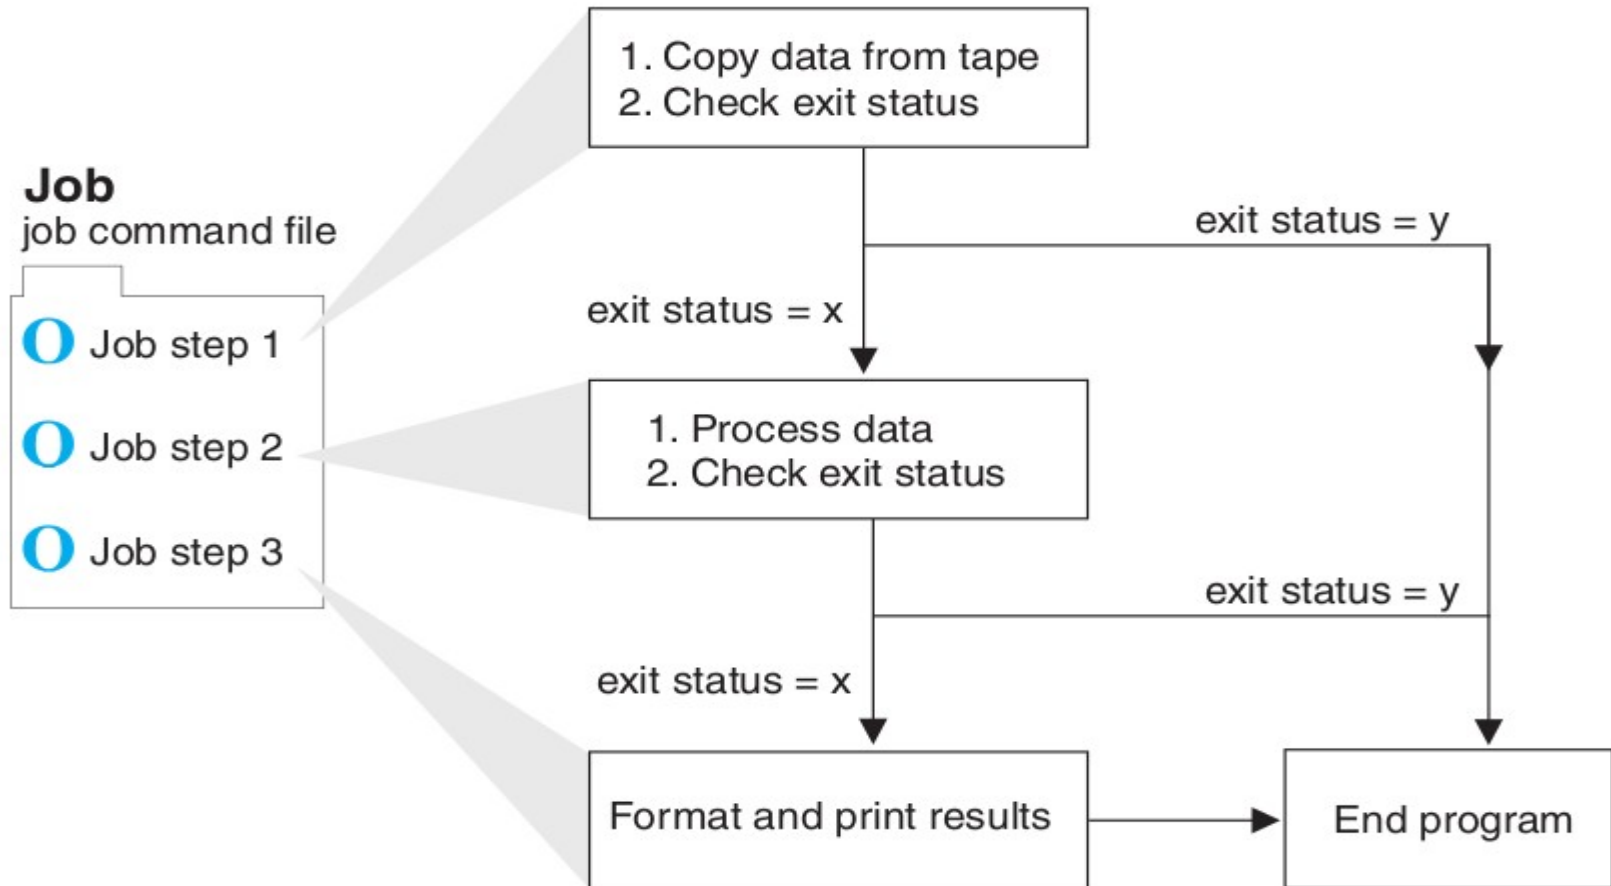 1. Copy data from tape
2. Check exit status
Job
job command file
exit status = y
exit status = x
O Job step 1
1. Process data
2. Check exit status
O Job step 2
O Job step 3
exit status = y
exit status = x
Format and print results
End program